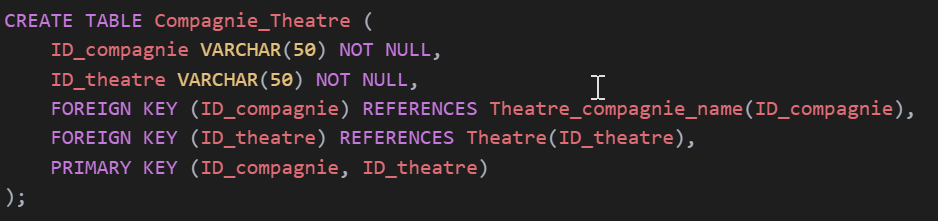 CREATE TABLE Compagnie_Theatre (
    ID_compagnie VARCHAR(50) NOT NULL,
    ID_theatre VARCHAR(50) NOT NULL,
    FOREIGN KEY (ID_compagnie) REFERENCES Theatre_compagnie_name(ID_compagnie),
    FOREIGN KEY (ID_theatre) REFERENCES Theatre(ID_theatre),
    PRIMARY KEY (ID_compagnie, ID_theatre)
);